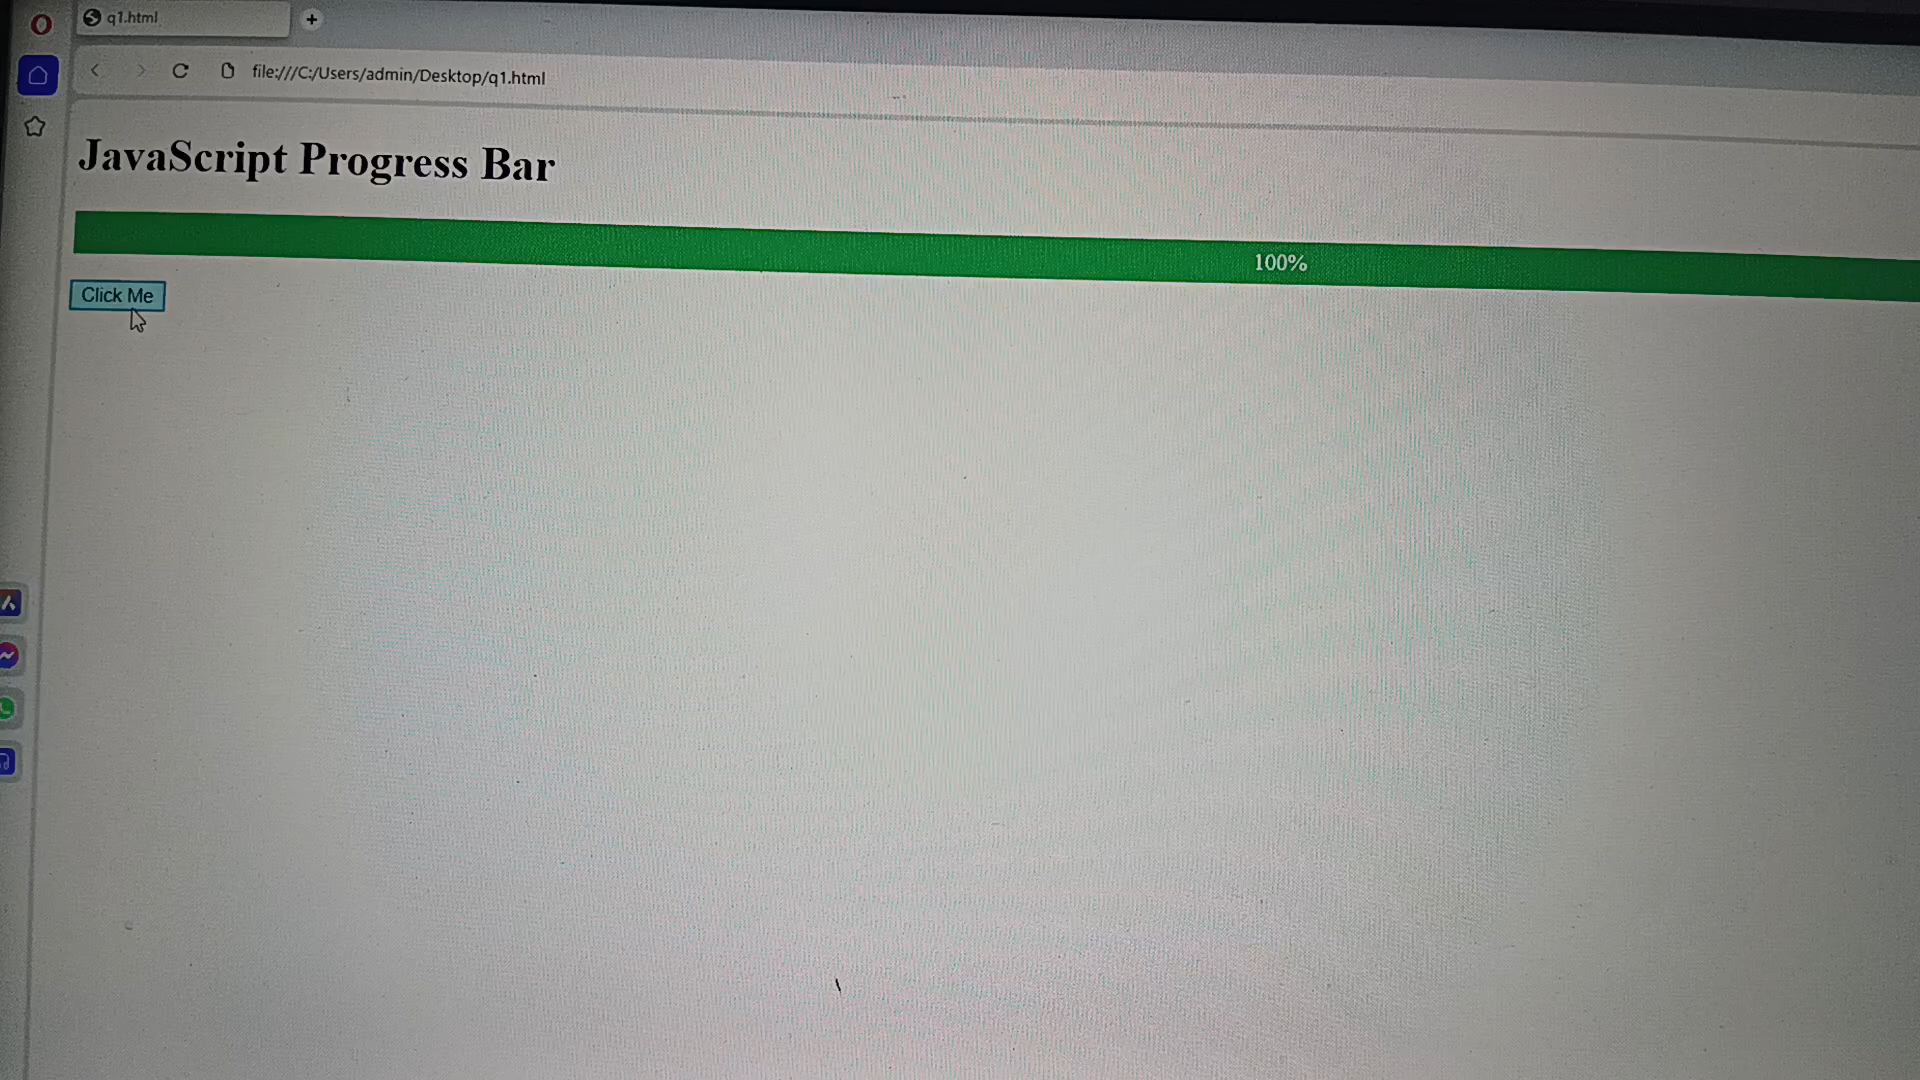 q1.html
file:///C:/Users/admin/Desktop/q1.html
JavaScript Progress Bar
100%
Click Me